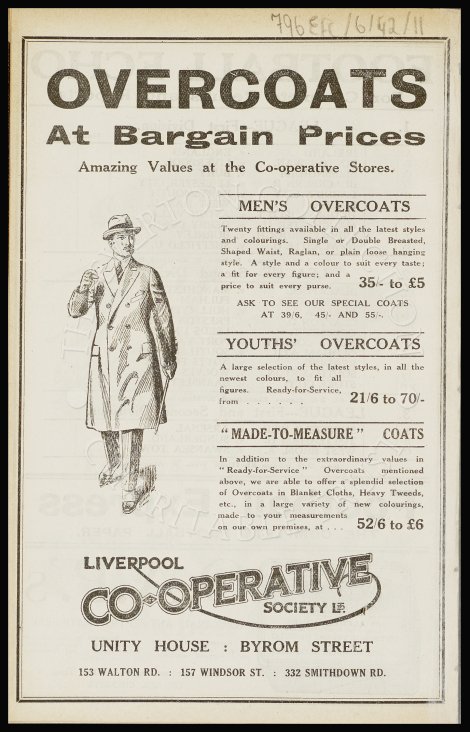 796 EFC/6/42/11
OVERCOATS
At Bargain Prices
Amazing Values at the Co-operative Stores.
MEN'S OVERCOATS
Twenty fittings available in all the latest styles
and colourings. Single or Double Breasted,
Shaped Waist, Raglan, or plain loose hanging
style. A style and a colour to suit every taste;
a fit for every figure; and a
price to suit every purse. 35/- to £5
ASK TO SEE OUR SPECIAL COATS
AT 39/6, 45/- AND 55/-.
YOUTHS' OVERCOATS
A large selection of the latest styles, in all the
newest colours, to fit all
figures. Ready-for-Service,
from . . . . . . 21/6 to 70/-
"MADE-TO-MEASURE" COATS
In addition to the extraordinary values in
"Ready-for-Service" Overcoats mentioned
above, we are able to offer a splendid selection
of Overcoats in Blanket Cloths, Heavy Tweeds,
etc., in a large variety of new colourings,
made to your measurements
on our own premises, at . . . 52/6 to £6
LIVERPOOL
CO-OPERATIVE
SOCIETY LTD.
UNITY HOUSE : BYROM STREET
153 WALTON RD. : 157 WINDSOR ST. : 332 SMITHDOWN RD.